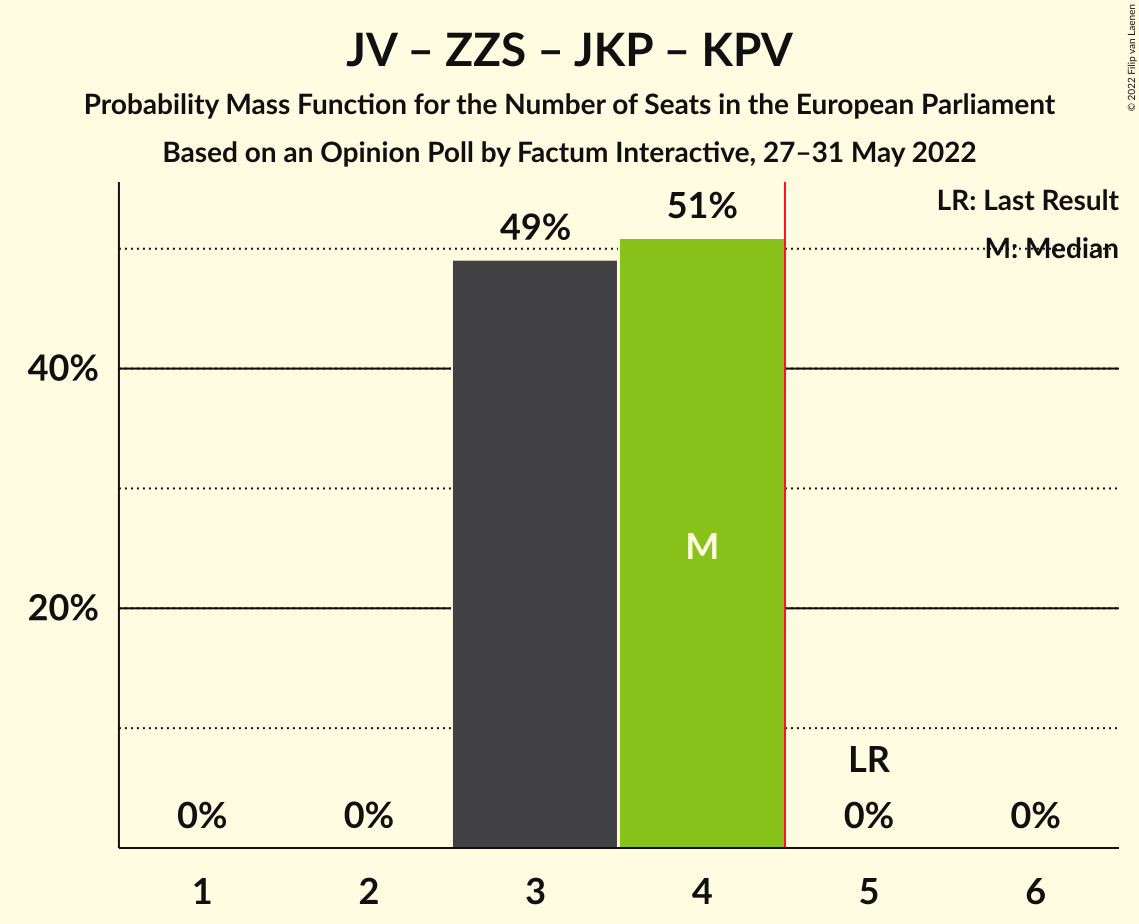 JV – ZZS – JKP – KPV
Probability Mass Function for the Number of Seats in the European Parliament
Based on an Opinion Poll by Factum Interactive, 27–31 May 2022
© 2022 Filip van Laenen
LR: Last Result
M: Median
49%
51%
40%
20%
M
LR
0%
0%
0%
0%
1
2
3
4
5
6